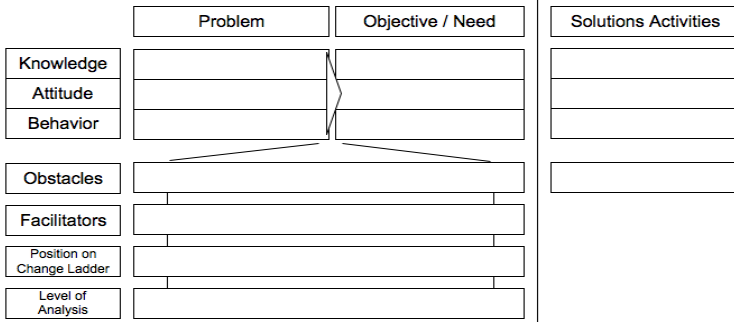 Problem
Objective / Need
Solutions Activities
Knowledge
Attitude
Behavior
Obstacles
Facilitators
Position on
Change Ladder
Level of
Analysis